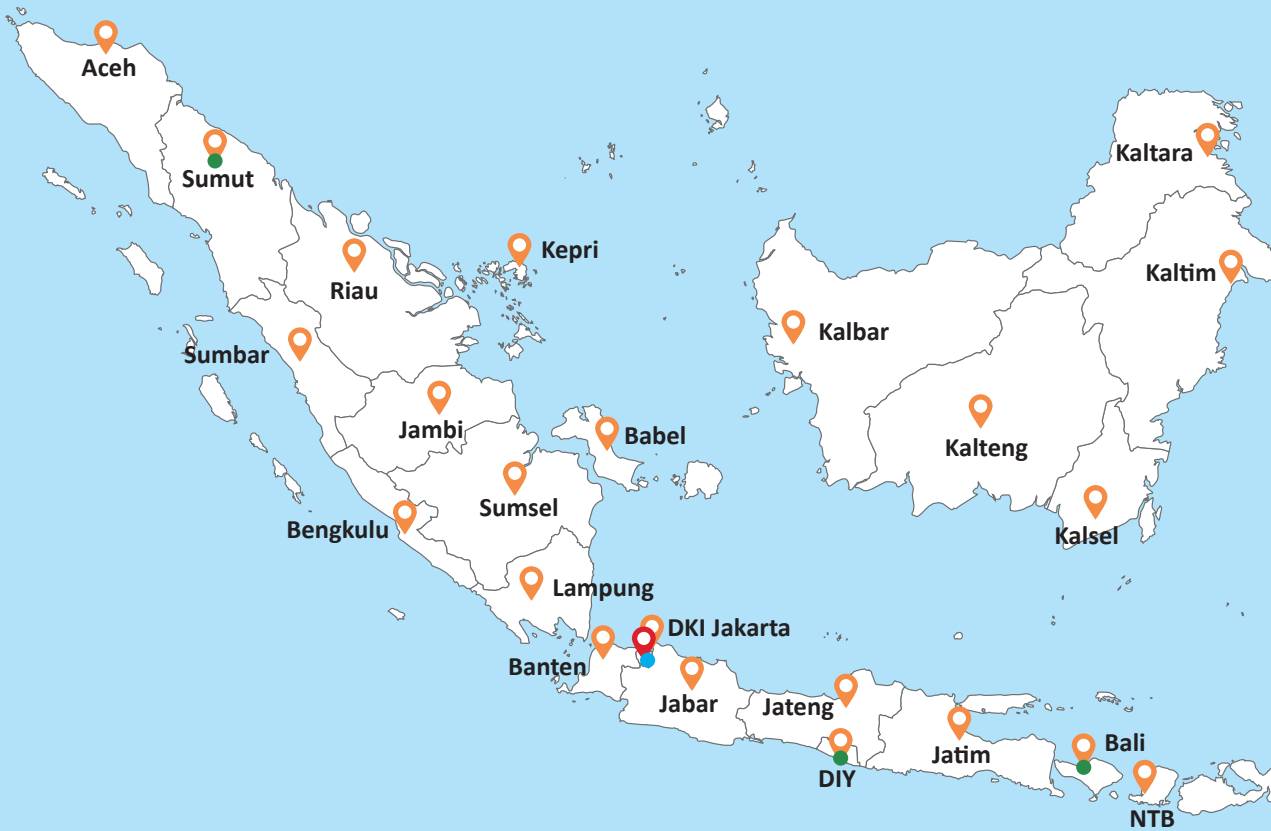 Aceh
Sumut
Kaltara
Kepri
Riau
Kaltim
Kalbar
Sumbar
Jambi
Babel
Kalteng
Sumsel
Bengkulu
Kalsel
Lampung
DKI Jakarta
Banten
Jabar
Jateng
Bali
Jatim
DIY
NTB